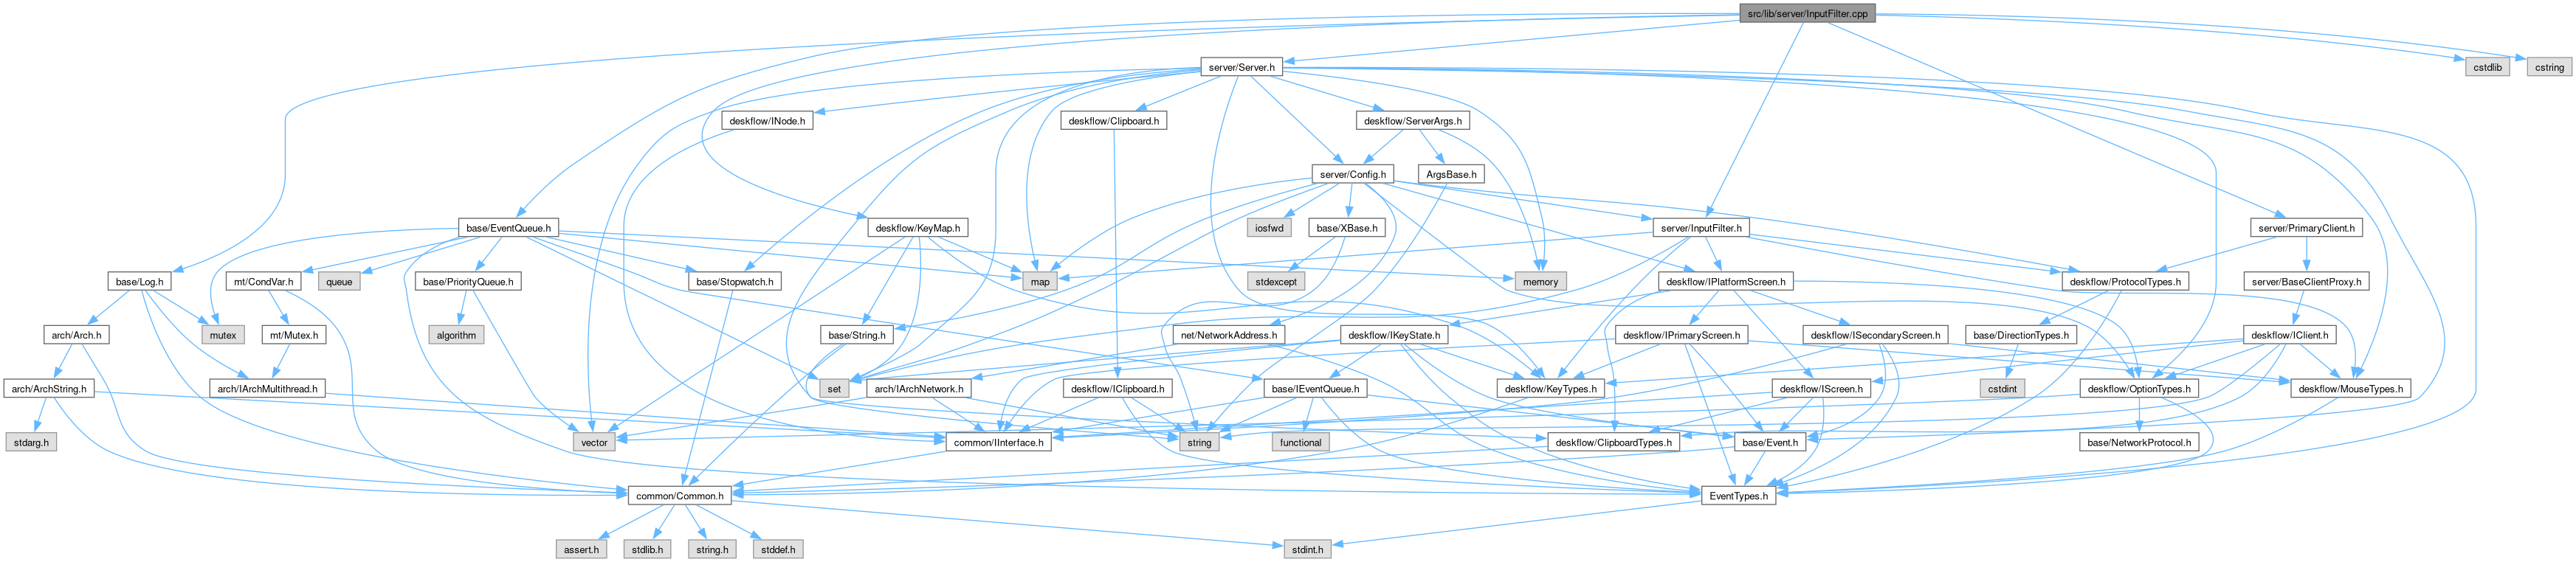 src/lib/server/InputFilter.cpp
server/Server.h
cstdlib
cstring
deskflow/INode.h
deskflow/Clipboard.h
deskflow/ServerArgs.h
server/Config.h
ArgsBase.h
base/EventQueue.h
deskflow/KeyMap.h
iosfwd
base/XBase.h
server/InputFilter.h
server/PrimaryClient.h
base/Log.h
mt/CondVar.h
queue
base/PriorityQueue.h
base/Stopwatch.h
map
stdexcept
memory
deskflow/IPlatformScreen.h
deskflow/ProtocolTypes.h
server/BaseClientProxy.h
arch/Arch.h
mutex
mt/Mutex.h
algorithm
base/String.h
net/NetworkAddress.h
deskflow/IKeyState.h
deskflow/IPrimaryScreen.h
deskflow/ISecondaryScreen.h
base/DirectionTypes.h
deskflow/IClient.h
arch/ArchString.h
arch/IArchMultithread.h
set
arch/IArchNetwork.h
deskflow/IClipboard.h
base/IEventQueue.h
deskflow/KeyTypes.h
deskflow/IScreen.h
cstdint
deskflow/OptionTypes.h
deskflow/MouseTypes.h
stdarg.h
vector
common/IInterface.h
string
functional
deskflow/ClipboardTypes.h
base/Event.h
base/NetworkProtocol.h
common/Common.h
EventTypes.h
assert.h
stdlib.h
string.h
stddef.h
stdint.h